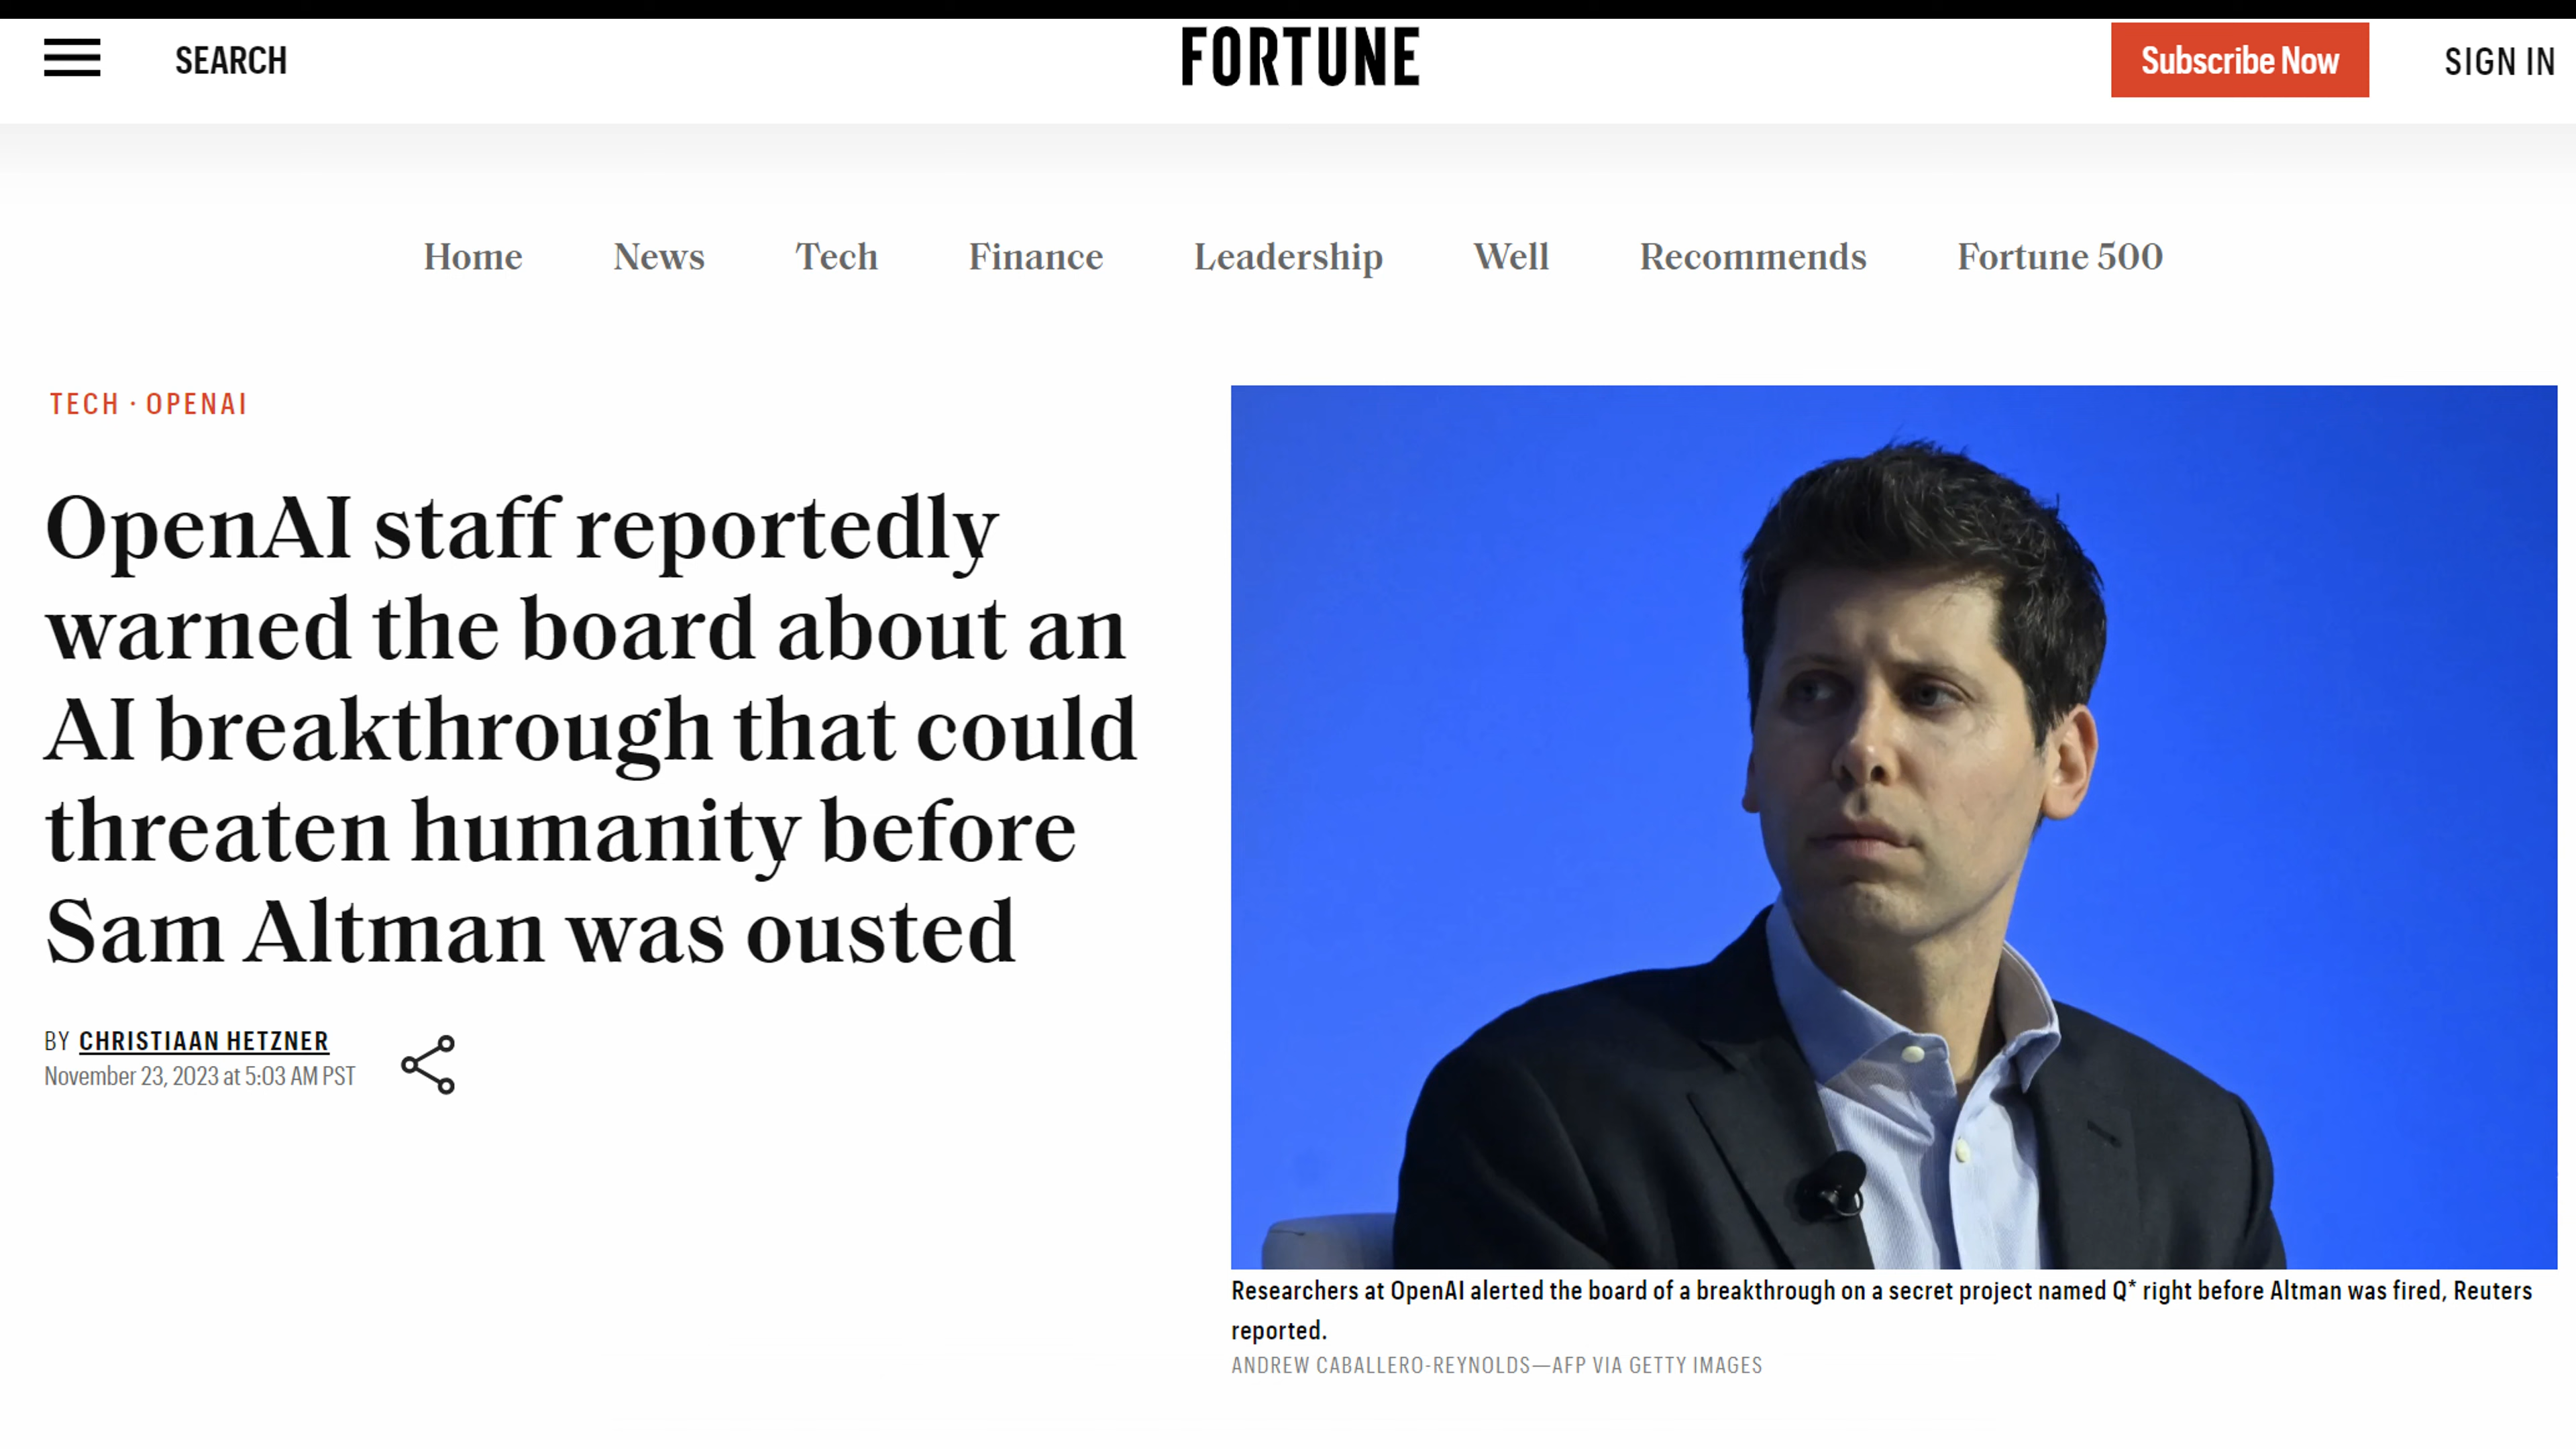 SEARCH
FORTUNE
Subscribe Now
SIGN IN
Home
News
Tech
Finance
Leadership
Well
Recommends
Fortune 500
TECH · OPENAI
OpenAI staff reportedly
warned the board about an
AI breakthrough that could
threaten humanity before
Sam Altman was ousted
BY CHRISTIAAN HETZNER
November 23, 2023 at 5:03 AM PST
Researchers at OpenAI alerted the board of a breakthrough on a secret project named Q* right before Altman was fired, Reuters
reported.
ANDREW CABALLERO-REYNOLDS—AFP VIA GETTY IMAGES